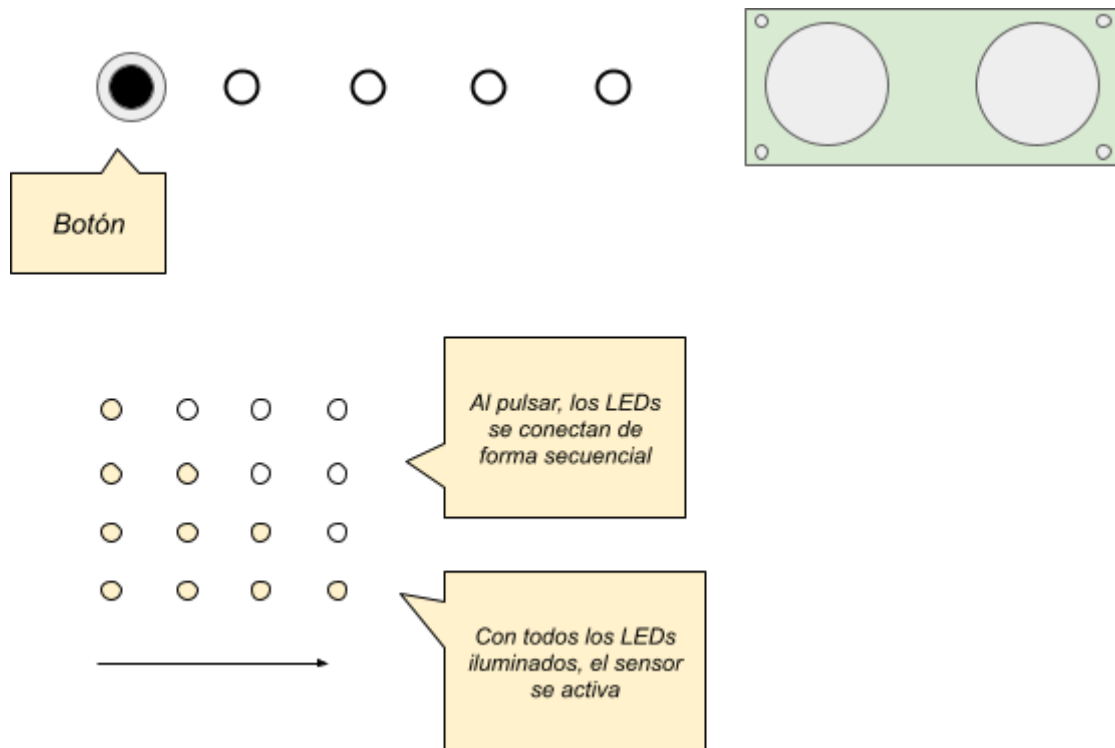 Botón
Al pulsar, los LEDs
se conectan de
forma secuencial
Con todos los LEDs
iluminados, el sensor
se activa